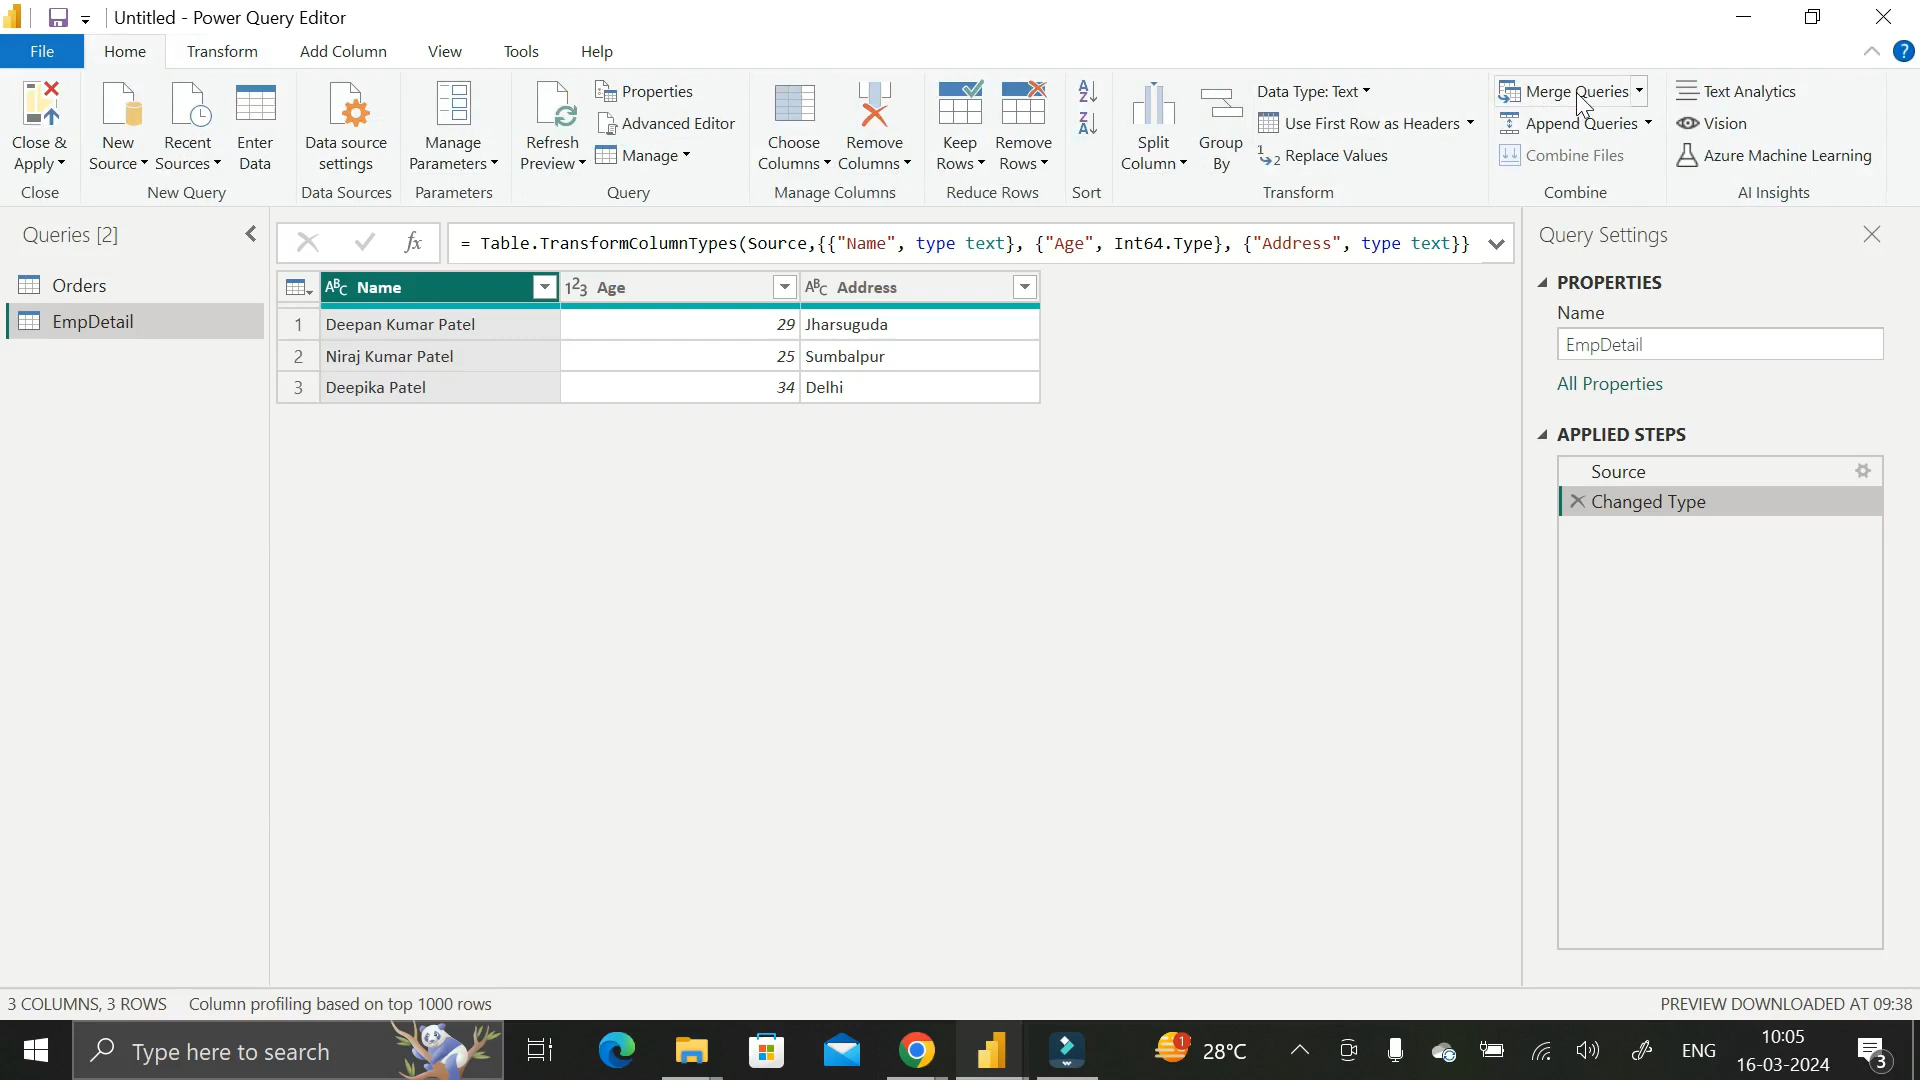 Untitled - Power Query Editor
File Home Transform Add Column View Tools Help
Close & Apply
New Source
Recent Sources
Enter Data
Data source settings
Manage Parameters
Refresh Preview
Properties
Advanced Editor
Manage
Choose Columns
Remove Columns
Keep Rows
Remove Rows
Split Column
Group By
Data Type: Text
Use First Row as Headers
Replace Values
Merge Queries
Append Queries
Combine Files
Text Analytics
Vision
Azure Machine Learning
Close New Query Data Sources Parameters Query Manage Columns Reduce Rows Sort Transform Combine AI Insights
Queries [2]
Orders
EmpDetail
fx = Table.TransformColumnTypes(Source,{{"Name", type text}, {"Age", Int64.Type}, {"Address", type text}}
ABC Name 123 Age ABC Address
1 Deepan Kumar Patel 29 Jharsuguda
2 Niraj Kumar Patel 25 Sumbalpur
3 Deepika Patel 34 Delhi
Query Settings
PROPERTIES
Name
EmpDetail
All Properties
APPLIED STEPS
Source
Changed Type
3 COLUMNS, 3 ROWS Column profiling based on top 1000 rows
PREVIEW DOWNLOADED AT 09:38
Type here to search
1
28°C
ENG
10:05
16-03-2024
3